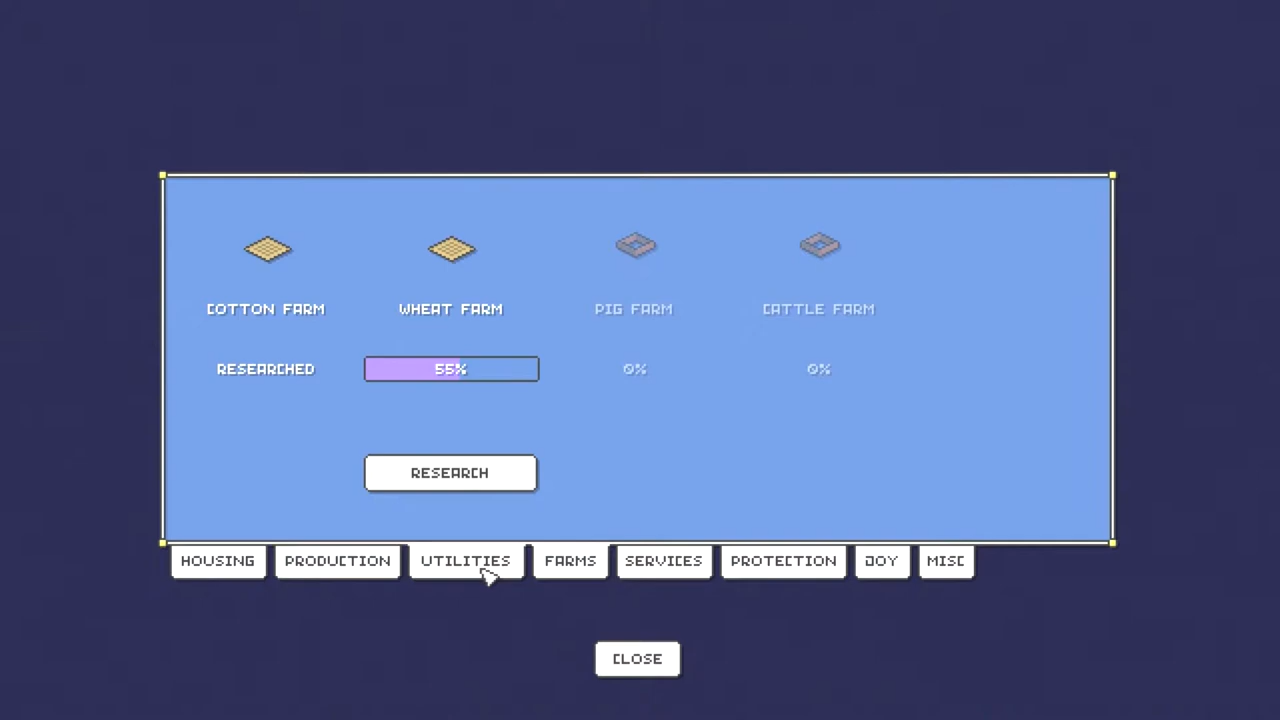 COTTON FARM WHEAT FARM PIG FARM CATTLE FARM
RESEARCHED 55% 0% 0%
RESEARCH
HOUSING PRODUCTION UTILITIES FARMS SERVICES PROTECTION JOY MISC
CLOSE